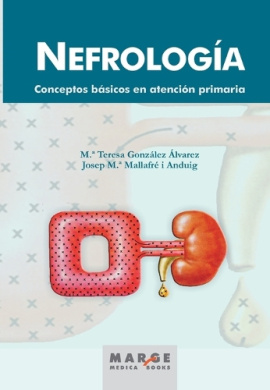 NEFROLOGÍA
Conceptos básicos en atención primaria
M.ª Teresa González Álvarez
Josep M.ª Mallafré i Anduig
MARGE
MEDICA BOOKS